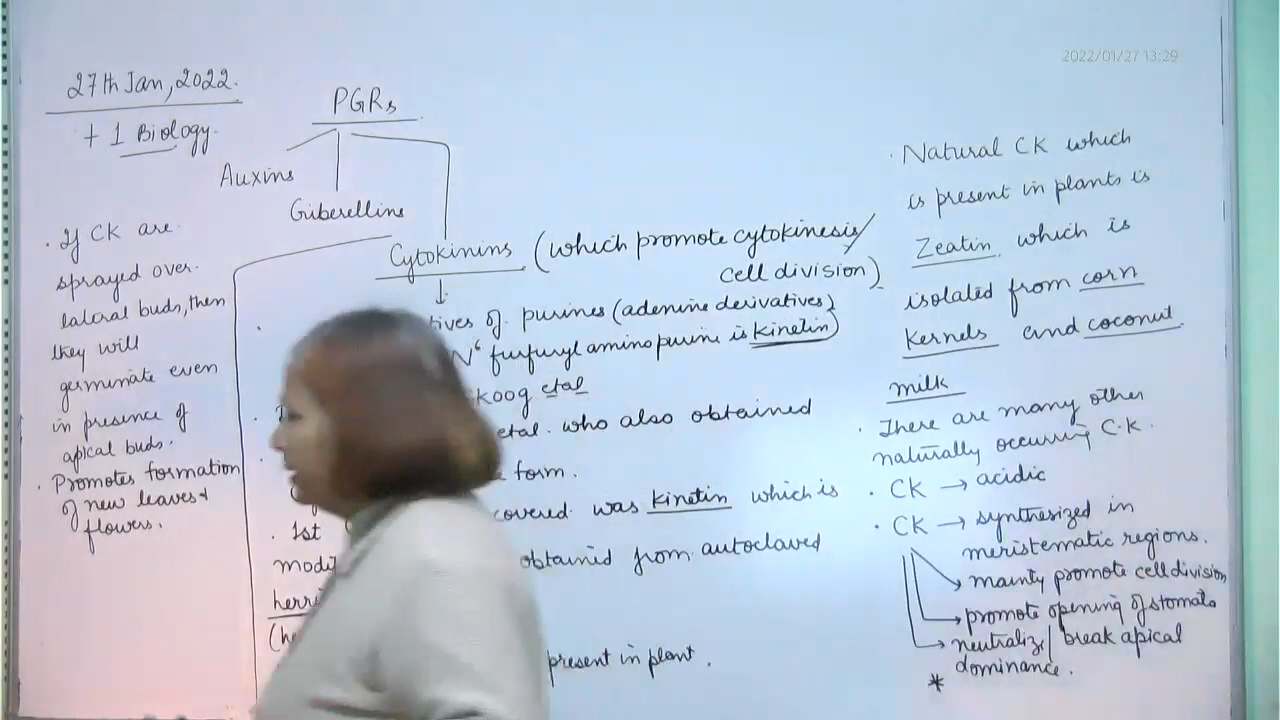 2022/01/27 13:29
27th Jan, 2022.
+ 1 Biology.
PGRs
Auxins
Giberellins
Cytokinins (which promote cytokinesis/
cell division)
↓
tives of purines (adenine derivatives)
N⁶ furfuryl amino purine is kinetin)
koog etal
etal. who also obtained
form.
1st covered was kinetin which is
modi obtained from autoclaved
herri
(he
present in plant.
. If CK are
sprayed over
lateral buds, then
they will
germinate even
in presence of
apical buds.
. Promotes formation
of new leaves &
flowers.
. Natural CK which
is present in plants is
Zeatin which is
isolated from corn
Kernels and coconut
milk
. There are many other
naturally occuring C.K.
. CK → acidic
. CK → synthesized in
meristematic regions.
→ mainly promote cell division
→ promote opening of stomata
→ neutralize/ break apical
dominance.
*